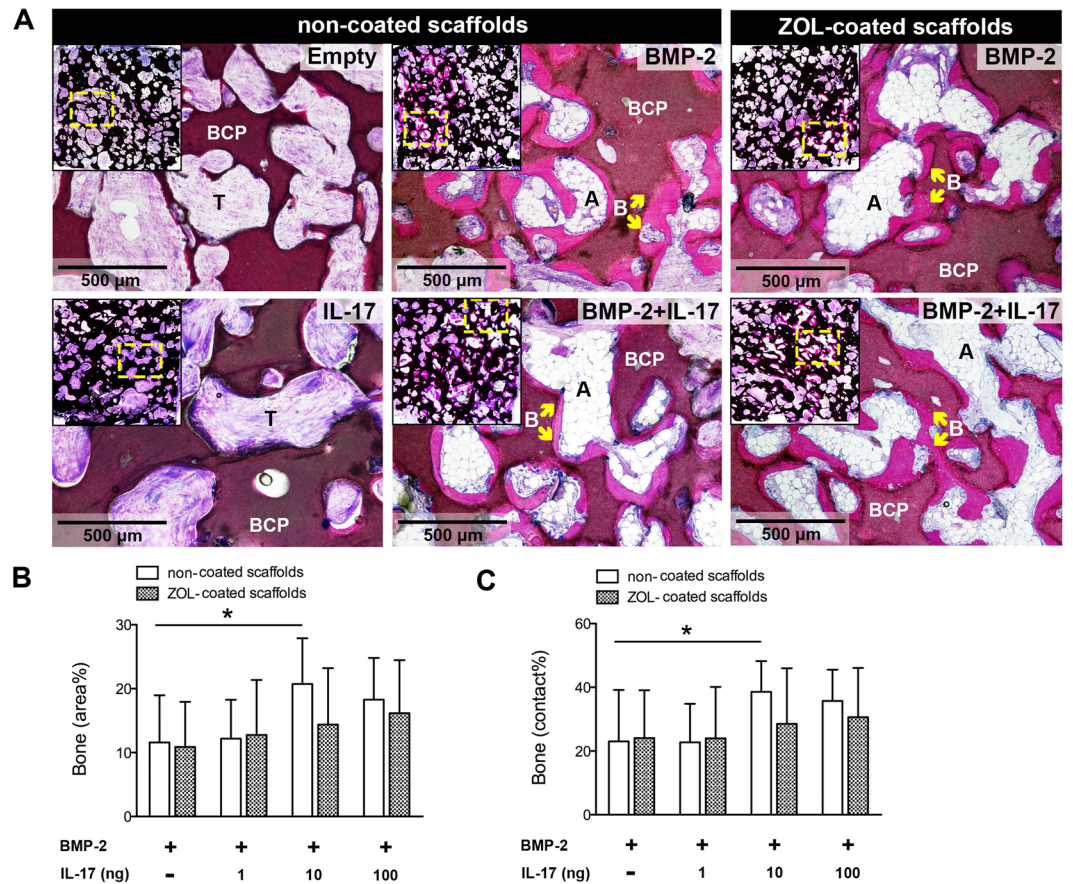 A
non-coated scaffolds
ZOL-coated scaffolds
Empty
BCP
T
500 µm
BMP-2
BCP
A
B
500 µm
BMP-2
A
B
BCP
500 µm
IL-17
T
BCP
500 µm
BMP-2+IL-17
BCP
A
B
500 µm
BMP-2+IL-17
A
B
BCP
500 µm
B
non-coated scaffolds
ZOL-coated scaffolds
*
Bone (area%)
30
20
10
0
BMP-2 + + + +
IL-17 (ng) - 1 10 100
C
non-coated scaffolds
ZOL-coated scaffolds
*
Bone (contact%)
60
40
20
0
BMP-2 + + + +
IL-17 (ng) - 1 10 100